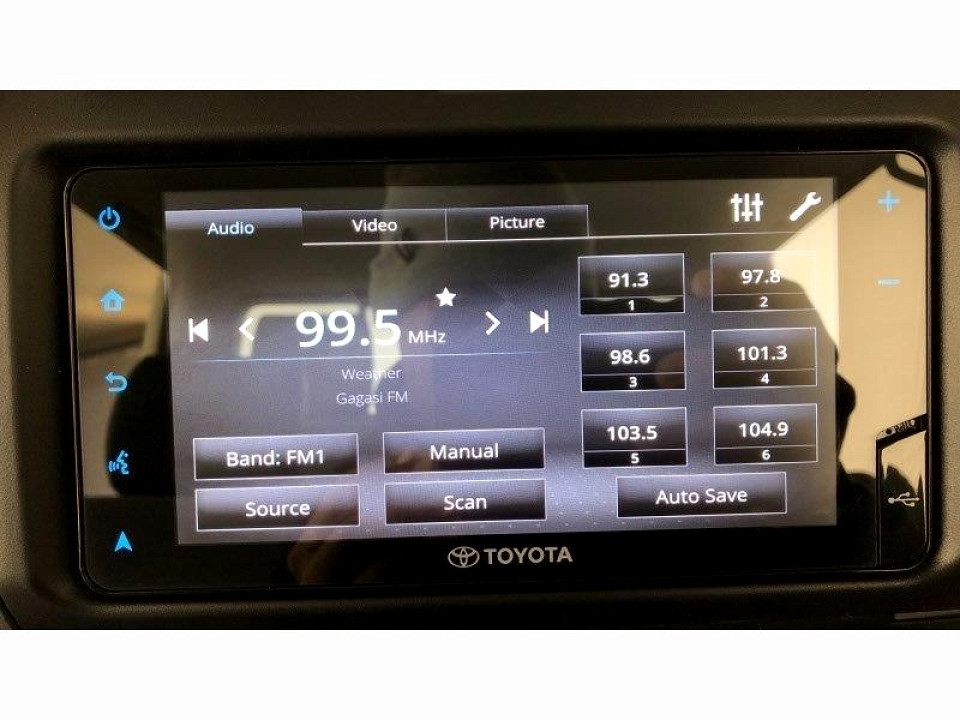 Audio
Video
Picture
99.5 MHz
Weather
Gagasi FM
91.3
1
97.8
2
98.6
3
101.3
4
103.5
5
104.9
6
Band: FM1
Manual
Source
Scan
Auto Save
TOYOTA